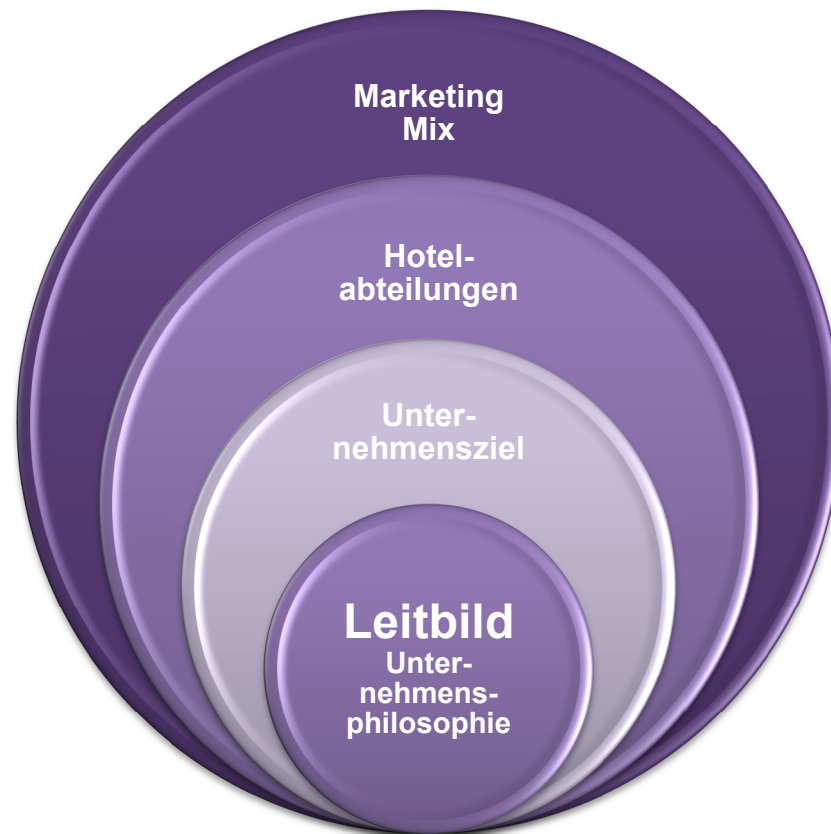 Marketing
Mix
Hotel-
abteilungen
Unter-
nehmensziel
Leitbild
Unter-
nehmens-
philosophie